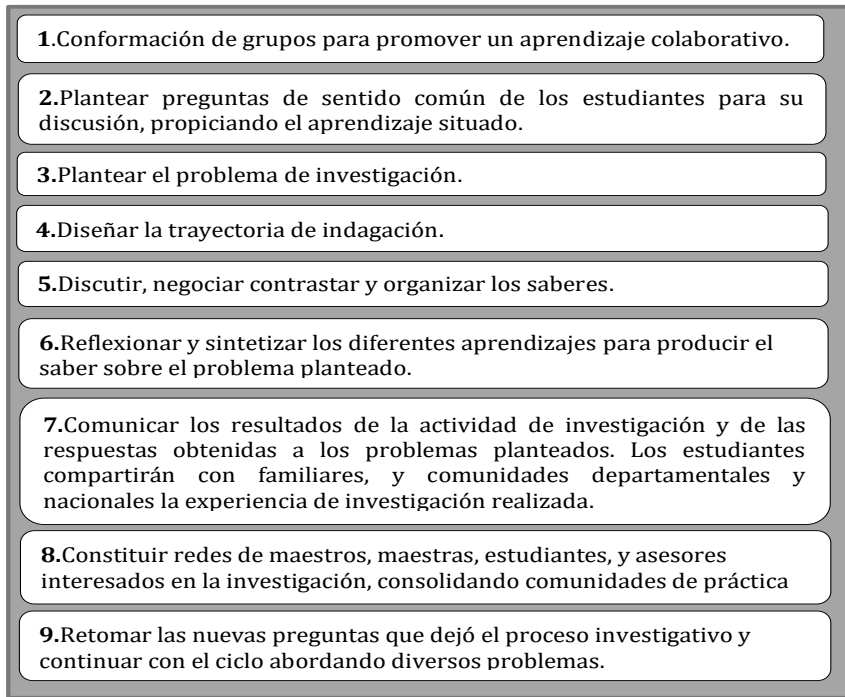 1.Conformación de grupos para promover un aprendizaje colaborativo.
2.Plantear preguntas de sentido común de los estudiantes para su
discusión, propiciando el aprendizaje situado.
3.Plantear el problema de investigación.
4.Diseñar la trayectoria de indagación.
5.Discutir, negociar contrastar y organizar los saberes.
6.Reflexionar y sintetizar los diferentes aprendizajes para producir el
saber sobre el problema planteado.
7.Comunicar los resultados de la actividad de investigación y de las
respuestas obtenidas a los problemas planteados. Los estudiantes
compartirán con familiares, y comunidades departamentales y
nacionales la experiencia de investigación realizada.
8.Constituir redes de maestros, maestras, estudiantes, y asesores
interesados en la investigación, consolidando comunidades de práctica
9.Retomar las nuevas preguntas que dejó el proceso investigativo y
continuar con el ciclo abordando diversos problemas.